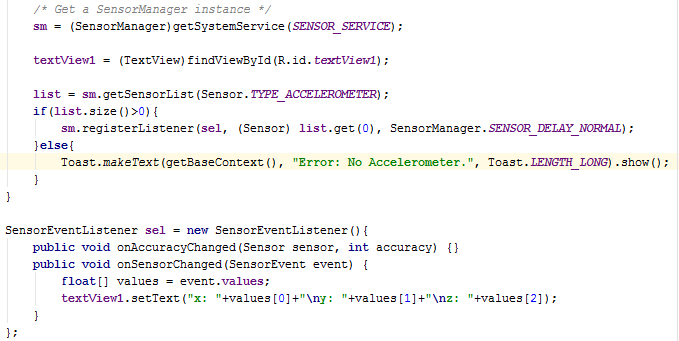 /* Get a SensorManager instance */
sm = (SensorManager)getSystemService(SENSOR_SERVICE);
textView1 = (TextView)findViewById(R.id.textView1);
list = sm.getSensorList(Sensor.TYPE_ACCELEROMETER);
if(list.size()>0){
sm.registerListener(sel, (Sensor) list.get(0), SensorManager.SENSOR_DELAY_NORMAL);
}else{
Toast.makeText(getBaseContext(), "Error: No Accelerometer.", Toast.LENGTH_LONG).show();
}
}
SensorEventListener sel = new SensorEventListener(){
public void onAccuracyChanged(Sensor sensor, int accuracy) {}
public void onSensorChanged(SensorEvent event) {
float[] values = event.values;
textView1.setText("x: "+values[0]+"\ny: "+values[1]+"\nz: "+values[2]);
}
};